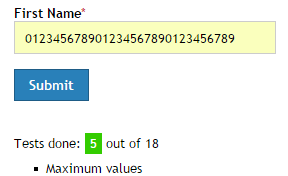 First Name*
012345678901234567890123456789
Submit
Tests done: 5 out of 18
▪ Maximum values